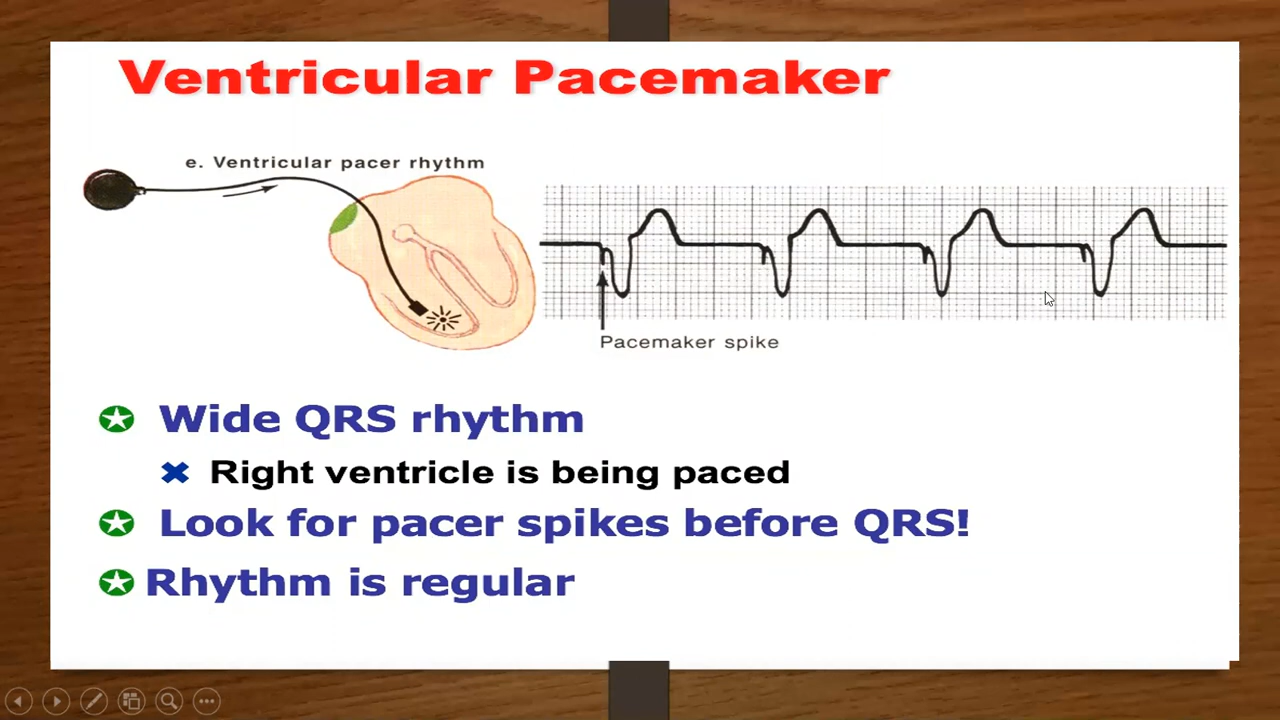 Ventricular Pacemaker
e. Ventricular pacer rhythm
Pacemaker spike
Wide QRS rhythm
Right ventricle is being paced
Look for pacer spikes before QRS!
Rhythm is regular